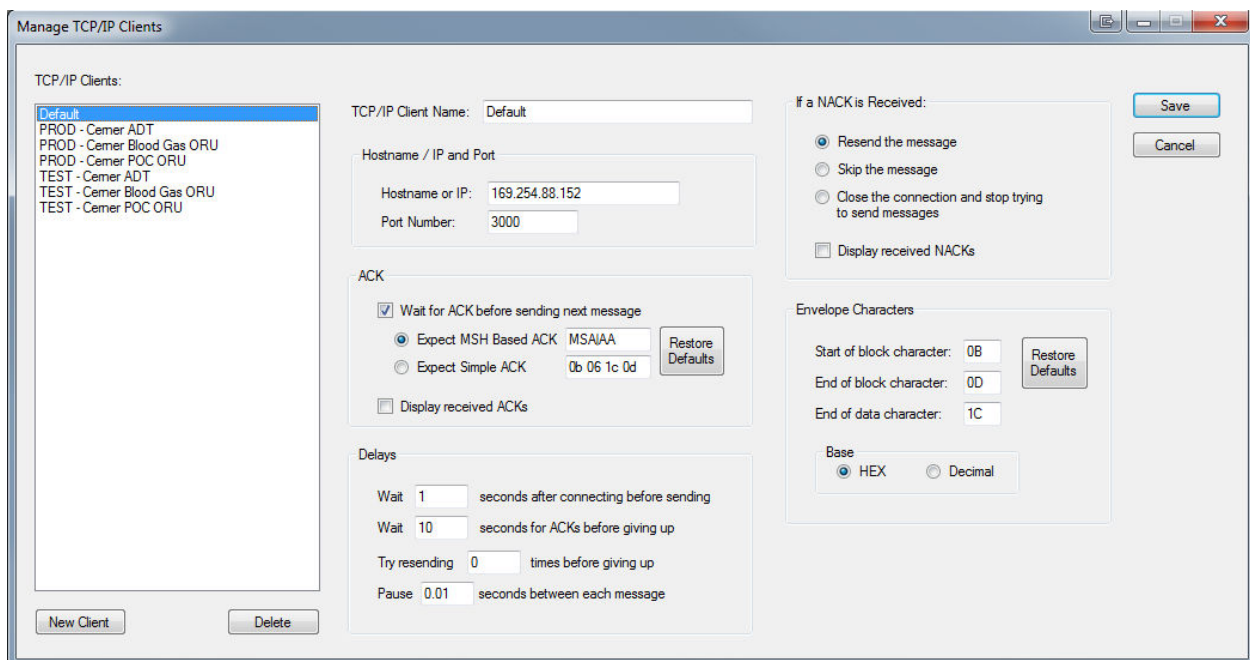 Manage TCP/IP Clients
TCP/IP Clients:
Default
PROD - Cerner ADT
PROD - Cerner Blood Gas ORU
PROD - Cerner POC ORU
TEST - Cerner ADT
TEST - Cerner Blood Gas ORU
TEST - Cerner POC ORU
New Client
Delete
TCP/IP Client Name: Default
Hostname / IP and Port
Hostname or IP: 169.254.88.152
Port Number: 3000
ACK
Wait for ACK before sending next message
Expect MSH Based ACK MSA|AA
Expect Simple ACK 0b 06 1c 0d
Restore
Defaults
Display received ACKs
Delays
Wait 1 seconds after connecting before sending
Wait 10 seconds for ACKs before giving up
Try resending 0 times before giving up
Pause 0.01 seconds between each message
If a NACK is Received:
Resend the message
Skip the message
Close the connection and stop trying
to send messages
Display received NACKs
Envelope Characters
Start of block character: 0B
End of block character: 0D
End of data character: 1C
Restore
Defaults
Base
HEX Decimal
Save
Cancel